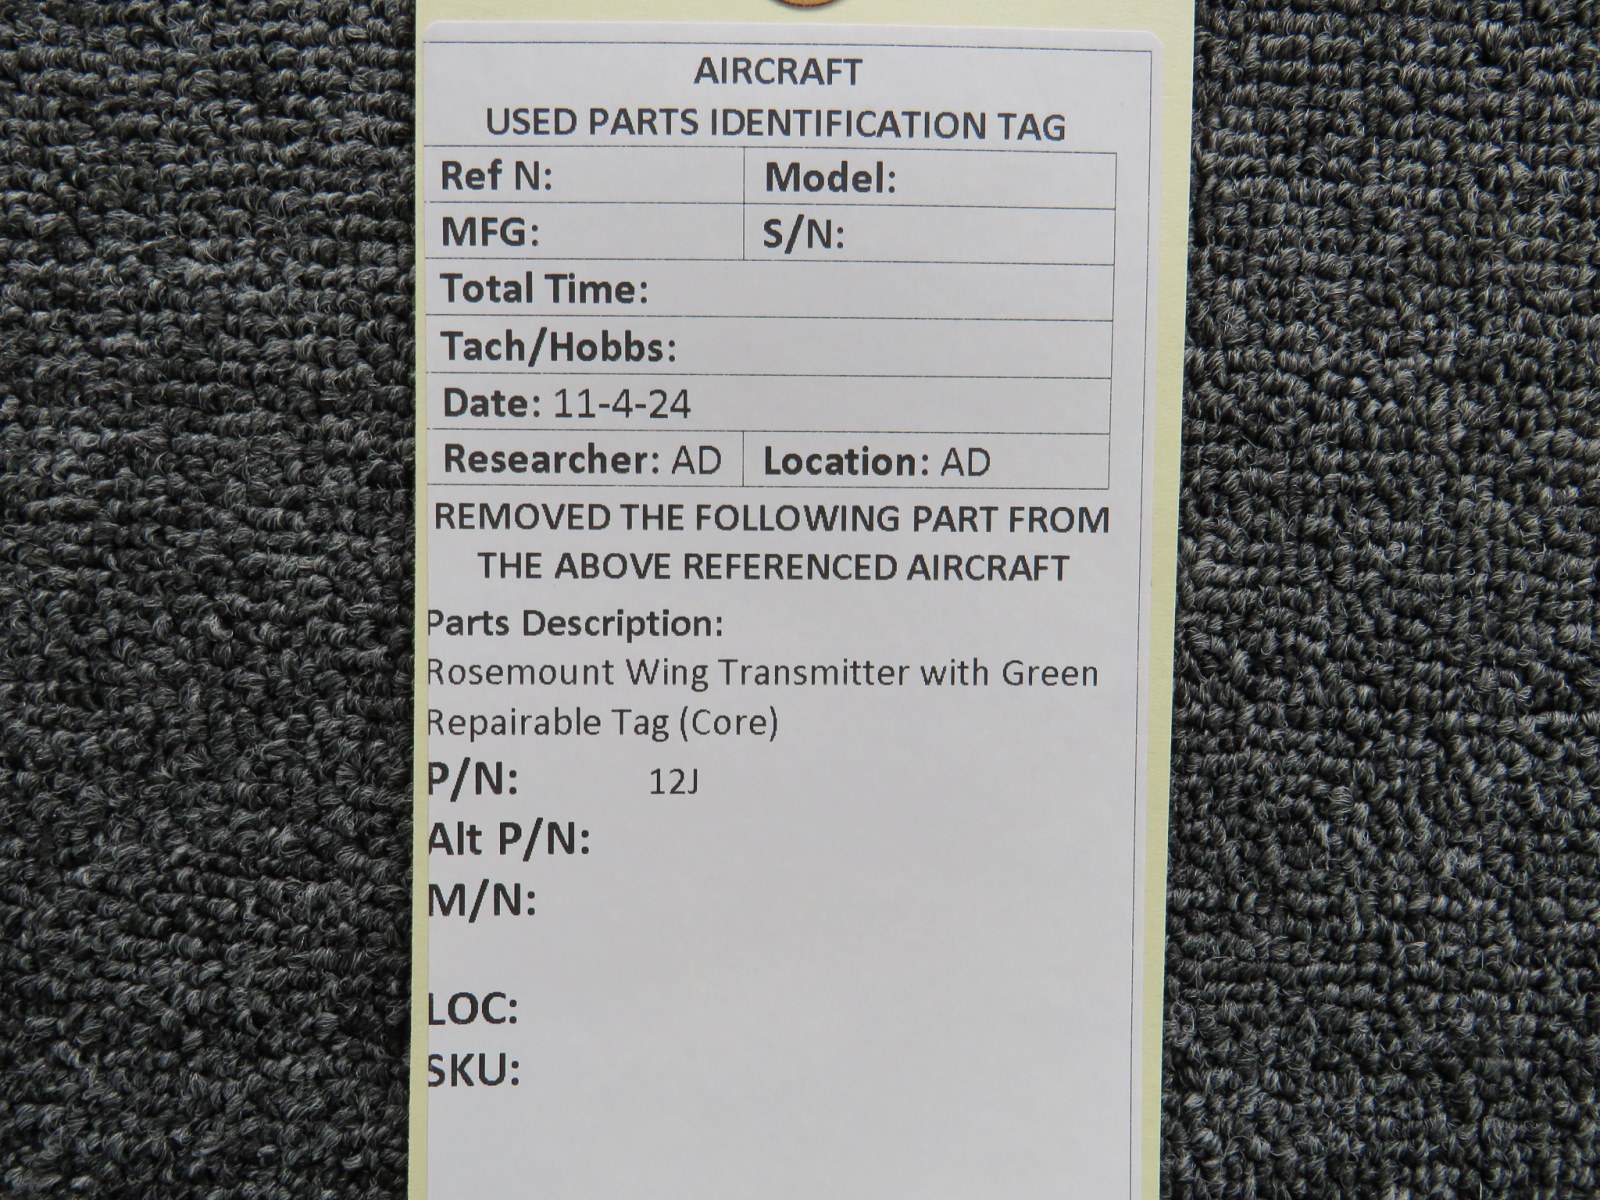 AIRCRAFT
USED PARTS IDENTIFICATION TAG
Ref N: Model:
MFG: S/N:
Total Time:
Tach/Hobbs:
Date: 11-4-24
Researcher: AD Location: AD
REMOVED THE FOLLOWING PART FROM
THE ABOVE REFERENCED AIRCRAFT
Parts Description:
Rosemount Wing Transmitter with Green
Repairable Tag (Core)
P/N: 12J
Alt P/N:
M/N:
LOC:
SKU: